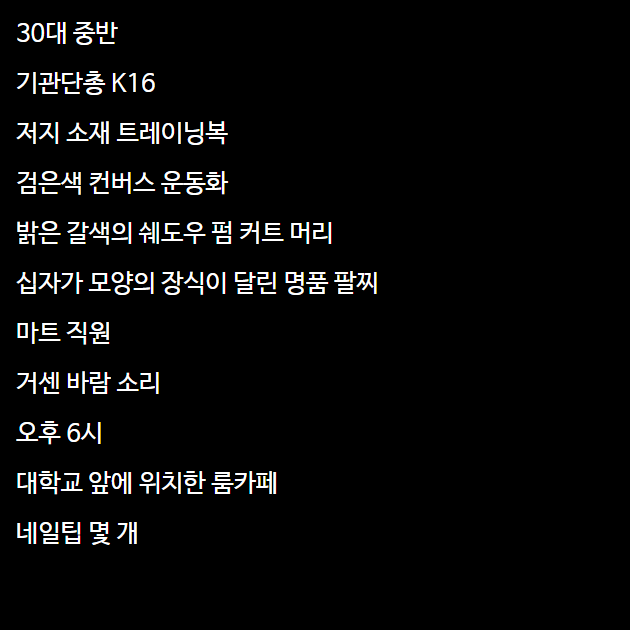 30대 중반
기관단총 K16
저지 소재 트레이닝복
검은색 컨버스 운동화
밝은 갈색의 쉐도우 펌 커트 머리
십자가 모양의 장식이 달린 명품 팔찌
마트 직원
거센 바람 소리
오후 6시
대학교 앞에 위치한 룸카페
네일팁 몇 개